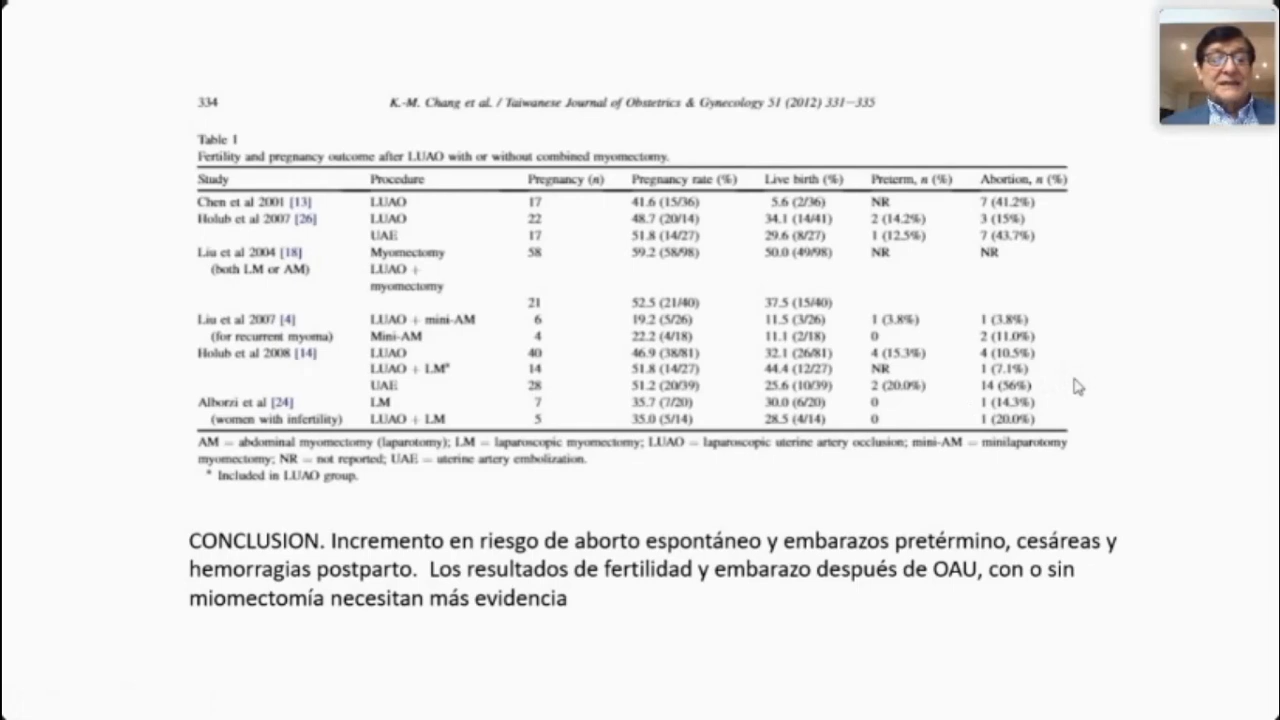 334 K.-M. Chang et al. / Taiwanese Journal of Obstetrics & Gynecology 51 (2012) 331–335
Table 1
Fertility and pregnancy outcome after LUAO with or without combined myomectomy.
Study Procedure Pregnancy (n) Pregnancy rate (%) Live birth (%) Preterm, n (%) Abortion, n (%)
Chen et al 2001 [13] LUAO 17 41.6 (15/36) 5.6 (2/36) NR 7 (41.2%)
Holub et al 2007 [26] LUAO 22 48.7 (20/14) 34.1 (14/41) 2 (14.2%) 3 (15%)
UAE 17 51.8 (14/27) 29.6 (8/27) 1 (12.5%) 7 (43.7%)
Liu et al 2004 [18] Myomectomy 58 59.2 (58/98) 50.0 (49/98) NR NR
(both LM or AM) LUAO +
myomectomy
21 52.5 (21/40) 37.5 (15/40)
Liu et al 2007 [4] LUAO + mini-AM 6 19.2 (5/26) 11.5 (3/26) 1 (3.8%) 1 (3.8%)
(for recurrent myoma) Mini-AM 4 22.2 (4/18) 11.1 (2/18) 0 2 (11.0%)
Holub et al 2008 [14] LUAO 40 46.9 (38/81) 32.1 (26/81) 4 (15.3%) 4 (10.5%)
LUAO + LM* 14 51.8 (14/27) 44.4 (12/27) NR 1 (7.1%)
UAE 28 51.2 (20/39) 25.6 (10/39) 2 (20.0%) 14 (56%)
Alborzi et al [24] LM 7 35.7 (7/20) 30.0 (6/20) 0 1 (14.3%)
(women with infertility) LUAO + LM 5 35.0 (5/14) 28.5 (4/14) 0 1 (20.0%)
AM = abdominal myomectomy (laparotomy); LM = laparoscopic myomectomy; LUAO = laparoscopic uterine artery occlusion; mini-AM = minilaparotomy
myomectomy; NR = not reported; UAE = uterine artery embolization.
* Included in LUAO group.
CONCLUSION. Incremento en riesgo de aborto espontáneo y embarazos pretérmino, cesáreas y
hemorragias postparto. Los resultados de fertilidad y embarazo después de OAU, con o sin
miomectomía necesitan más evidencia